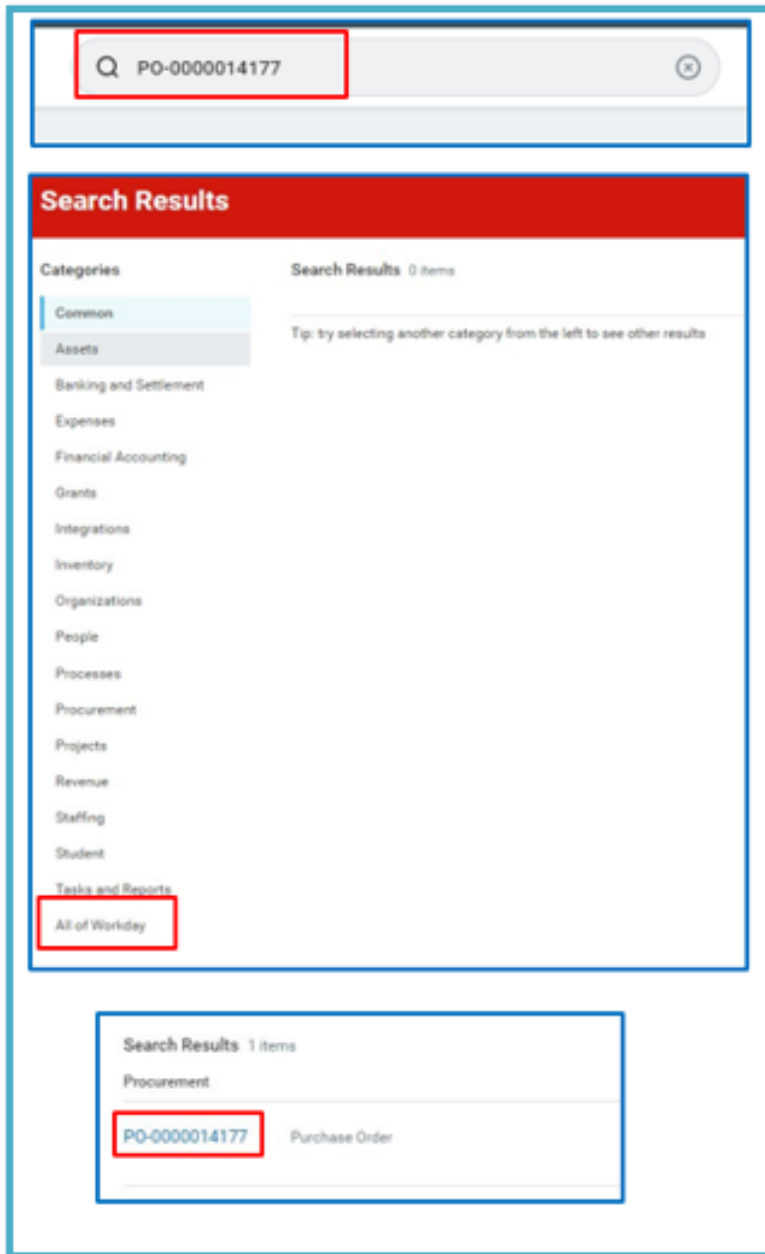 PO-0000014177
Search Results
Categories
Search Results 0 items
Common
Tip: try selecting another category from the left to see other results
Assets
Banking and Settlement
Expenses
Financial Accounting
Grants
Integrations
Inventory
Organizations
People
Processes
Procurement
Projects
Revenue
Staffing
Student
Tasks and Reports
All of Workday
Search Results 1 items
Procurement
PO-0000014177 Purchase Order